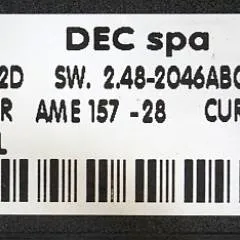 DEC spa
2D SW. 2.48-2046ABC
R AME 157 -28 CUR
L